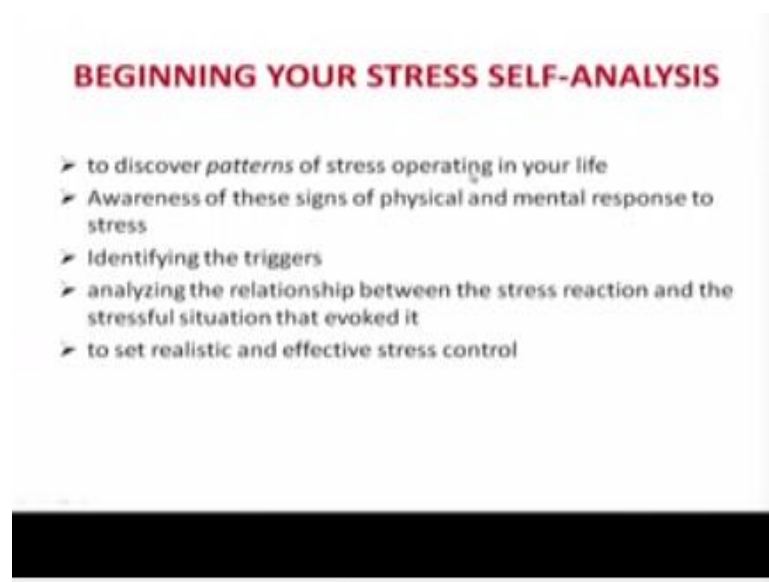 BEGINNING YOUR STRESS SELF-ANALYSIS
➢ to discover patterns of stress operating in your life
➢ Awareness of these signs of physical and mental response to
stress
➢ Identifying the triggers
➢ analyzing the relationship between the stress reaction and the
stressful situation that evoked it
➢ to set realistic and effective stress control